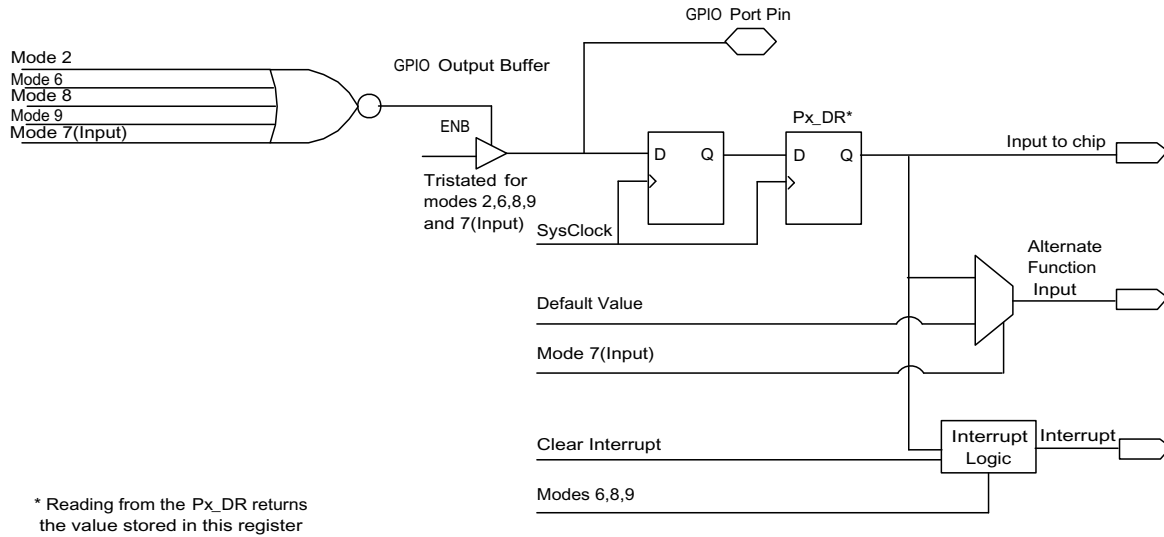 GPIO Port Pin
Mode 2
Mode 6
Mode 8
Mode 9
Mode 7(Input)
GPIO Output Buffer
ENB
Tristated for
modes 2,6,8,9
and 7(Input)
D Q
Px_DR*
D Q
Input to chip
SysClock
Alternate
Function
Input
Default Value
Mode 7(Input)
Clear Interrupt
Interrupt
Logic
Interrupt
Modes 6,8,9
* Reading from the Px_DR returns
the value stored in this register